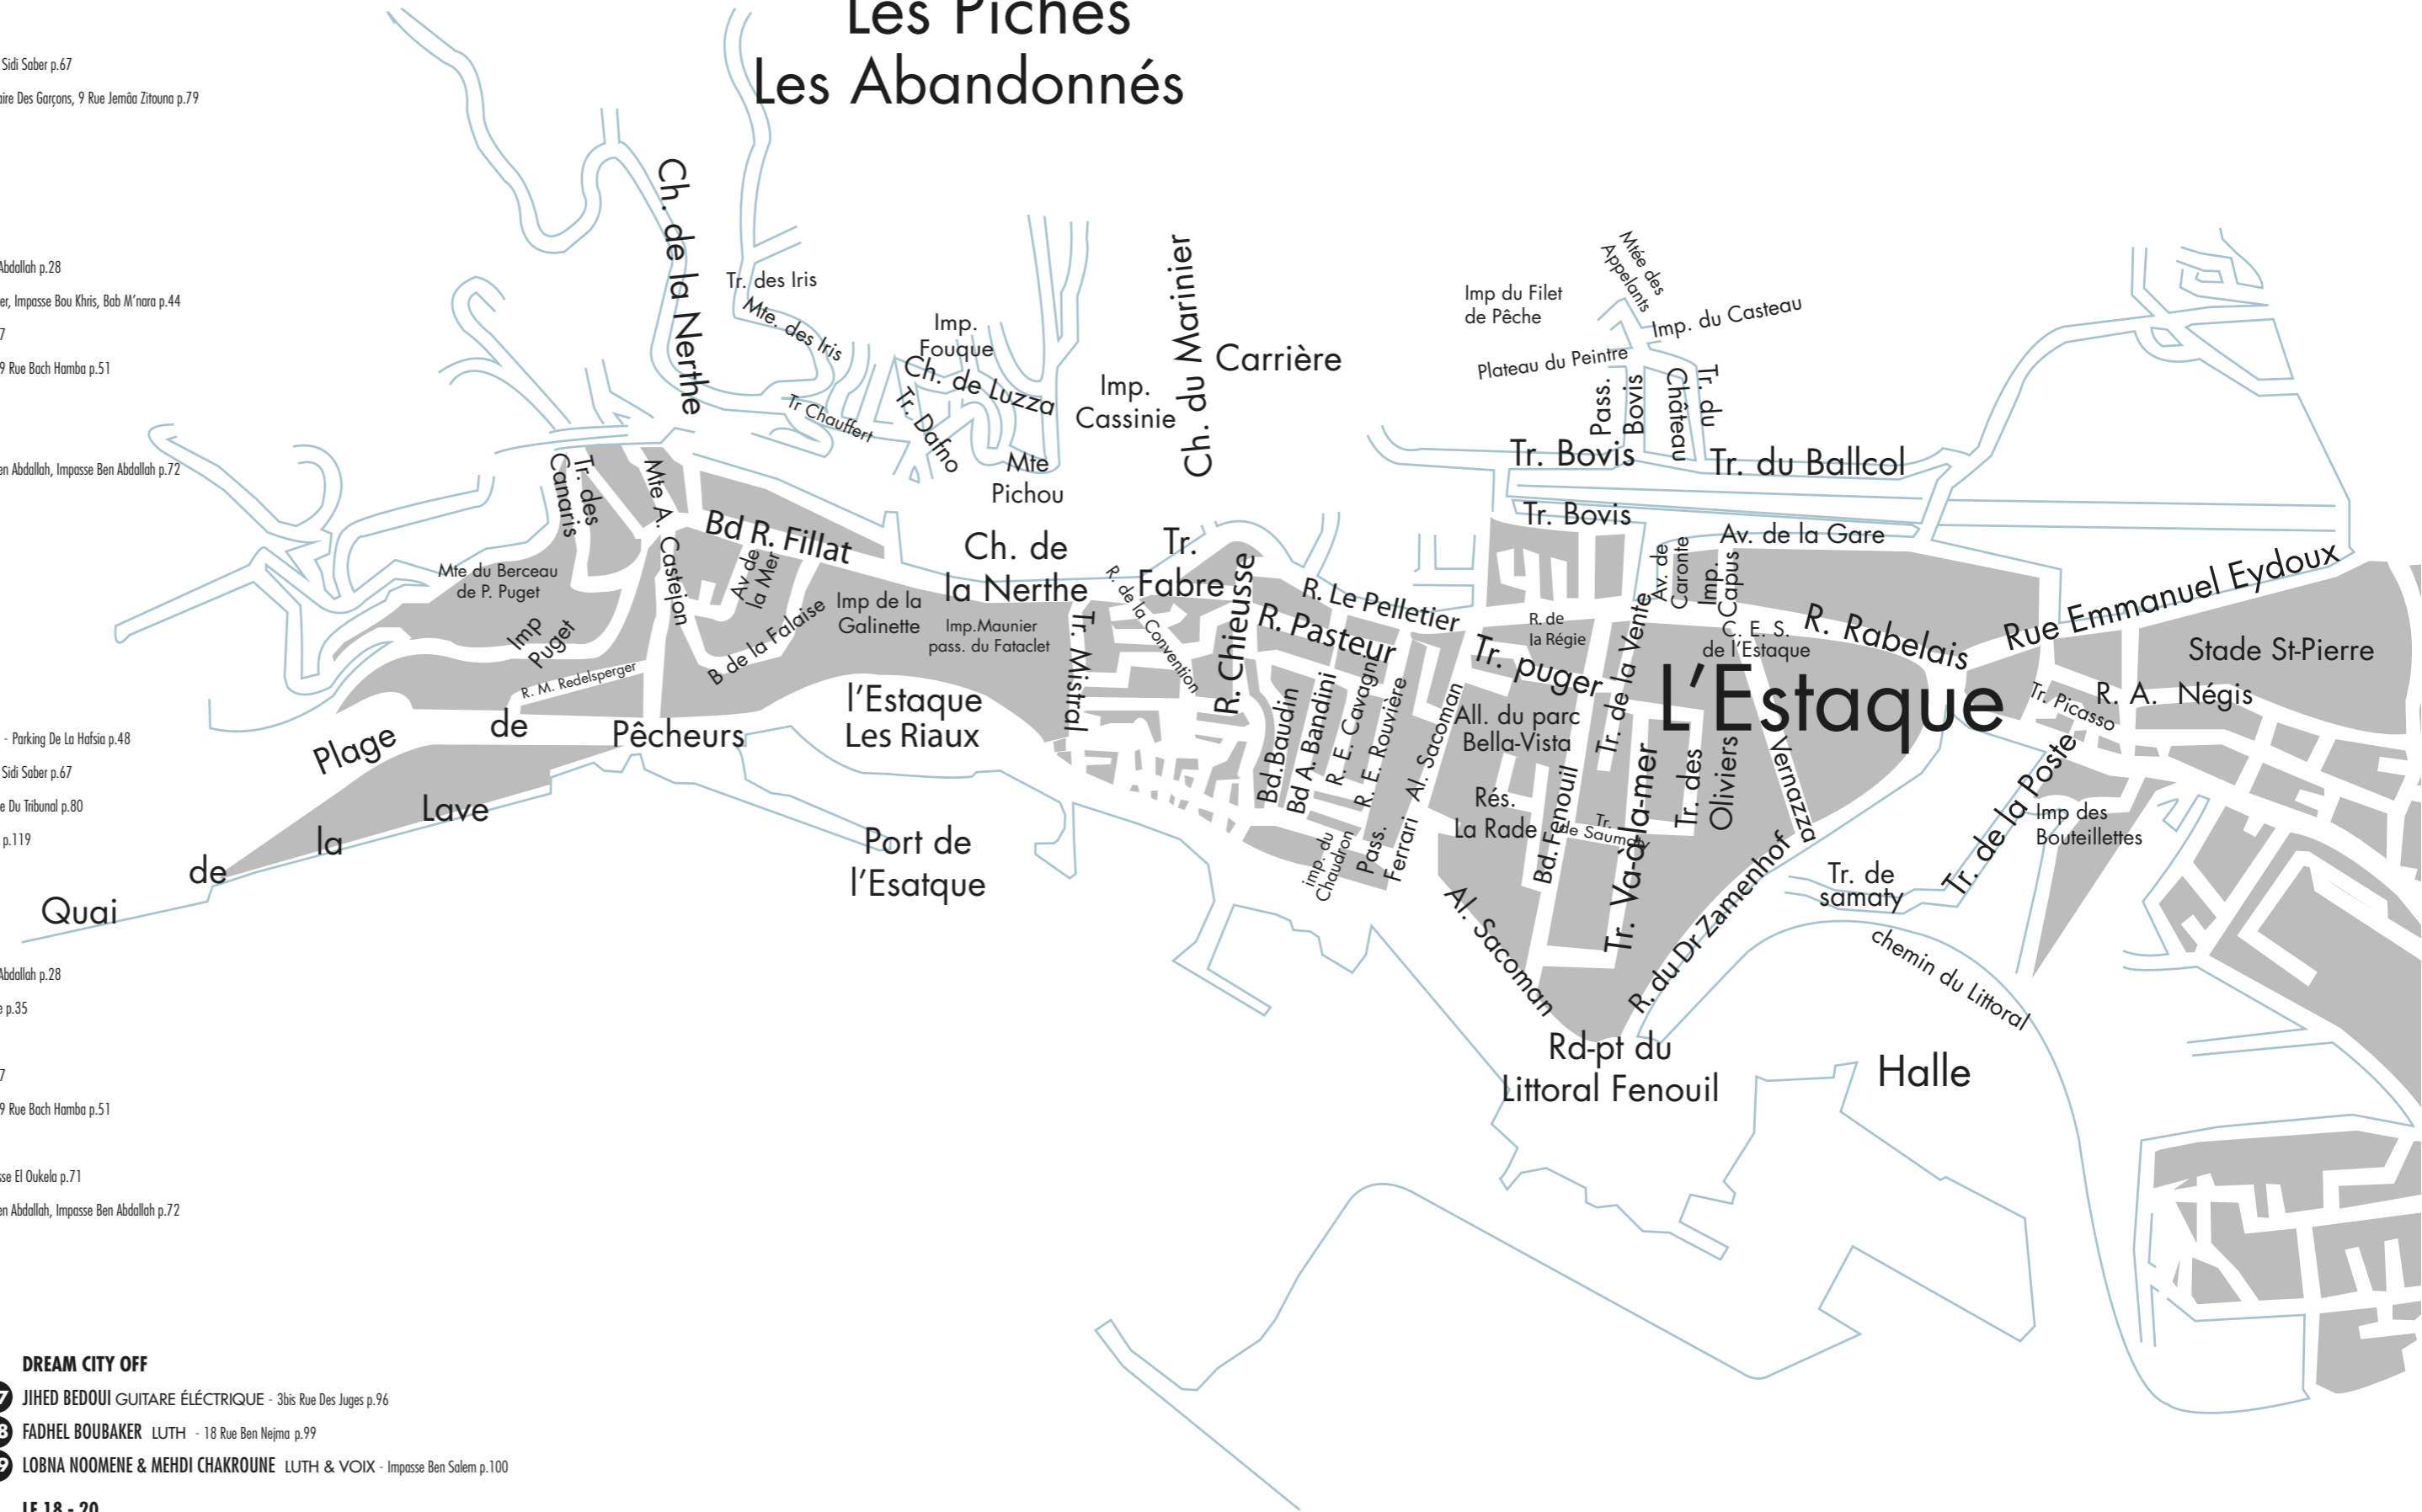 Les Piches
Les Abandonnés
Sidi Saber p.67
aire Des Garçons, 9 Rue Jemâa Zitouna p.79
Abdallah p.28
er, Impasse Bou Khris, Bab M'nara p.44
7
9 Rue Bach Hamba p.51
en Abdallah, Impasse Ben Abdallah p.72
- Parking De La Hafsia p.48
Sidi Saber p.67
e Du Tribunal p.80
p.119
Abdallah p.28
e p.35
7
9 Rue Bach Hamba p.51
sse El Oukela p.71
en Abdallah, Impasse Ben Abdallah p.72
DREAM CITY OFF
7 JIHED BEDOUI GUITARE ÉLÉCTRIQUE - 3bis Rue Des Juges p.96
8 FADHEL BOUBAKER LUTH - 18 Rue Ben Nejma p.99
9 LOBNA NOOMENE & MEHDI CHAKROUNE LUTH & VOIX - Impasse Ben Salem p.100
LE 18 - 20
Ch. de la Nerthe
Tr. des Iris
Mte. des Iris
Tr Chauffert
Imp.
Fouque
Ch. de Luzza
Tr. Dafno
Mte
Pichou
Imp.
Cassinie
Ch. du Marinier
Carrière
Imp du Filet
de Pêche
Mtée des
Appelants
Imp. du Casteau
Plateau du Peintre
Pass.
Bovis
Tr. du
Château
Tr. Bovis
Tr. du Ballcol
Tr. Bovis
Av. de la Gare
Tr. des
Canaris
Mte A. Castejon
Bd R. Fillat
Av de
la Mer
Mte du Berceau
de P. Puget
Imp
Puget
R. M. Redelsperger
B de la Falaise
Imp de la
Galinette
Ch. de
la Nerthe
Imp.Maunier
pass. du Fataclet
Tr. Mistral
R. de la Convention
Tr.
Fabre
R. Chieusse
R. Le Pelletier
R. Pasteur
Bd.Baudin
Bd A. Bandini
R. E. Cavagni
R. E. Rouvière
Al. Sacoman
imp. du
Chaudron
Pass.
Ferrari
Tr. puger
R. de
la Régie
Tr. de la Vente
Av. de
Caronte
Imp.
Capus
C. E. S.
de l'Estaque
R. Rabelais
Rue Emmanuel Eydoux
Stade St-Pierre
L'Estaque
Tr. Picasso
R. A. Négis
All. du parc
Bella-Vista
Rés.
La Rade
Bd. Fenouil
Tr.
de Saumaty
Tr. Va-à-la-mer
Tr. des
Oliviers
Vernazza
Tr. de la Poste
Imp des
Bouteillettes
Tr. de
samaty
chemin du Littoral
R. du Dr Zamenhof
Al. Sacoman
Rd-pt du
Littoral Fenouil
Halle
Plage de Pêcheurs
l'Estaque
Les Riaux
Port de
l'Esatque
Quai de la Lave